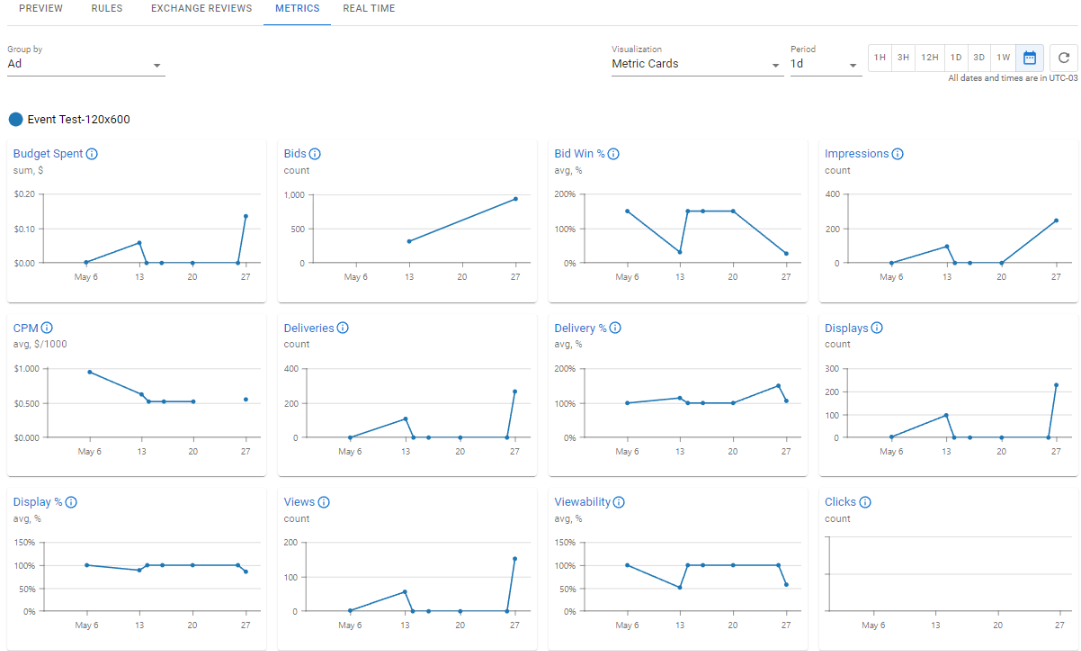 PREVIEW RULES EXCHANGE REVIEWS METRICS REAL TIME
Group by
Ad
Visualization
Metric Cards
Period
1d
1H 3H 12H 1D 3D 1W
All dates and times are in UTC-03
Event Test-120x600
Budget Spent
sum, $
$0.20
$0.10
$0.00
May 6 13 20 27
Bids
count
1,000
500
0
May 6 13 20 27
Bid Win %
avg, %
200%
100%
0%
May 6 13 20 27
Impressions
count
400
200
0
May 6 13 20 27
CPM
avg, $/1000
$1.000
$0.500
$0.000
May 6 13 20 27
Deliveries
count
400
200
0
May 6 13 20 27
Delivery %
avg, %
200%
100%
0%
May 6 13 20 27
Displays
count
300
200
100
0
May 6 13 20 27
Display %
avg, %
150%
100%
50%
0%
May 6 13 20 27
Views
count
200
100
0
May 6 13 20 27
Viewability
avg, %
150%
100%
50%
0%
May 6 13 20 27
Clicks
count
May 6 13 20 27